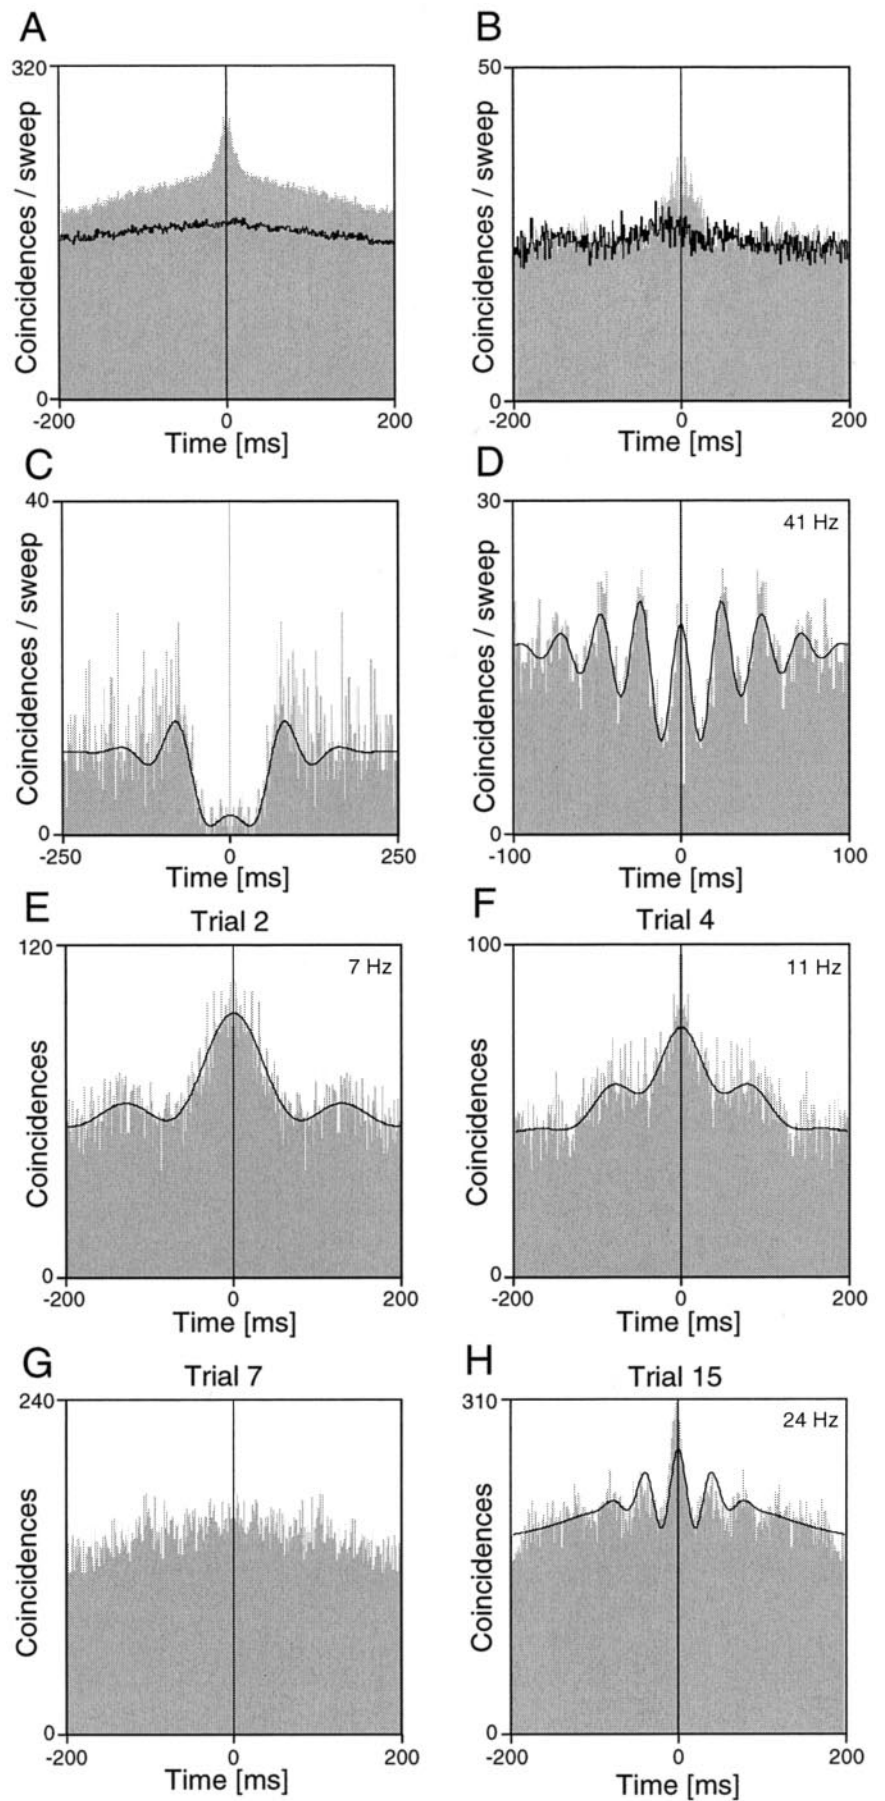 A
320
Coincidences / sweep
0
-200
0
200
Time [ms]
B
50
Coincidences / sweep
0
-200
0
200
Time [ms]
C
40
Coincidences / sweep
0
-250
0
250
Time [ms]
D
30
41 Hz
Coincidences / sweep
0
-100
0
100
Time [ms]
E
Trial 2
120
7 Hz
Coincidences
0
-200
0
200
Time [ms]
F
Trial 4
100
11 Hz
Coincidences
0
-200
0
200
Time [ms]
G
Trial 7
240
Coincidences
0
-200
0
200
Time [ms]
H
Trial 15
310
24 Hz
Coincidences
0
-200
0
200
Time [ms]